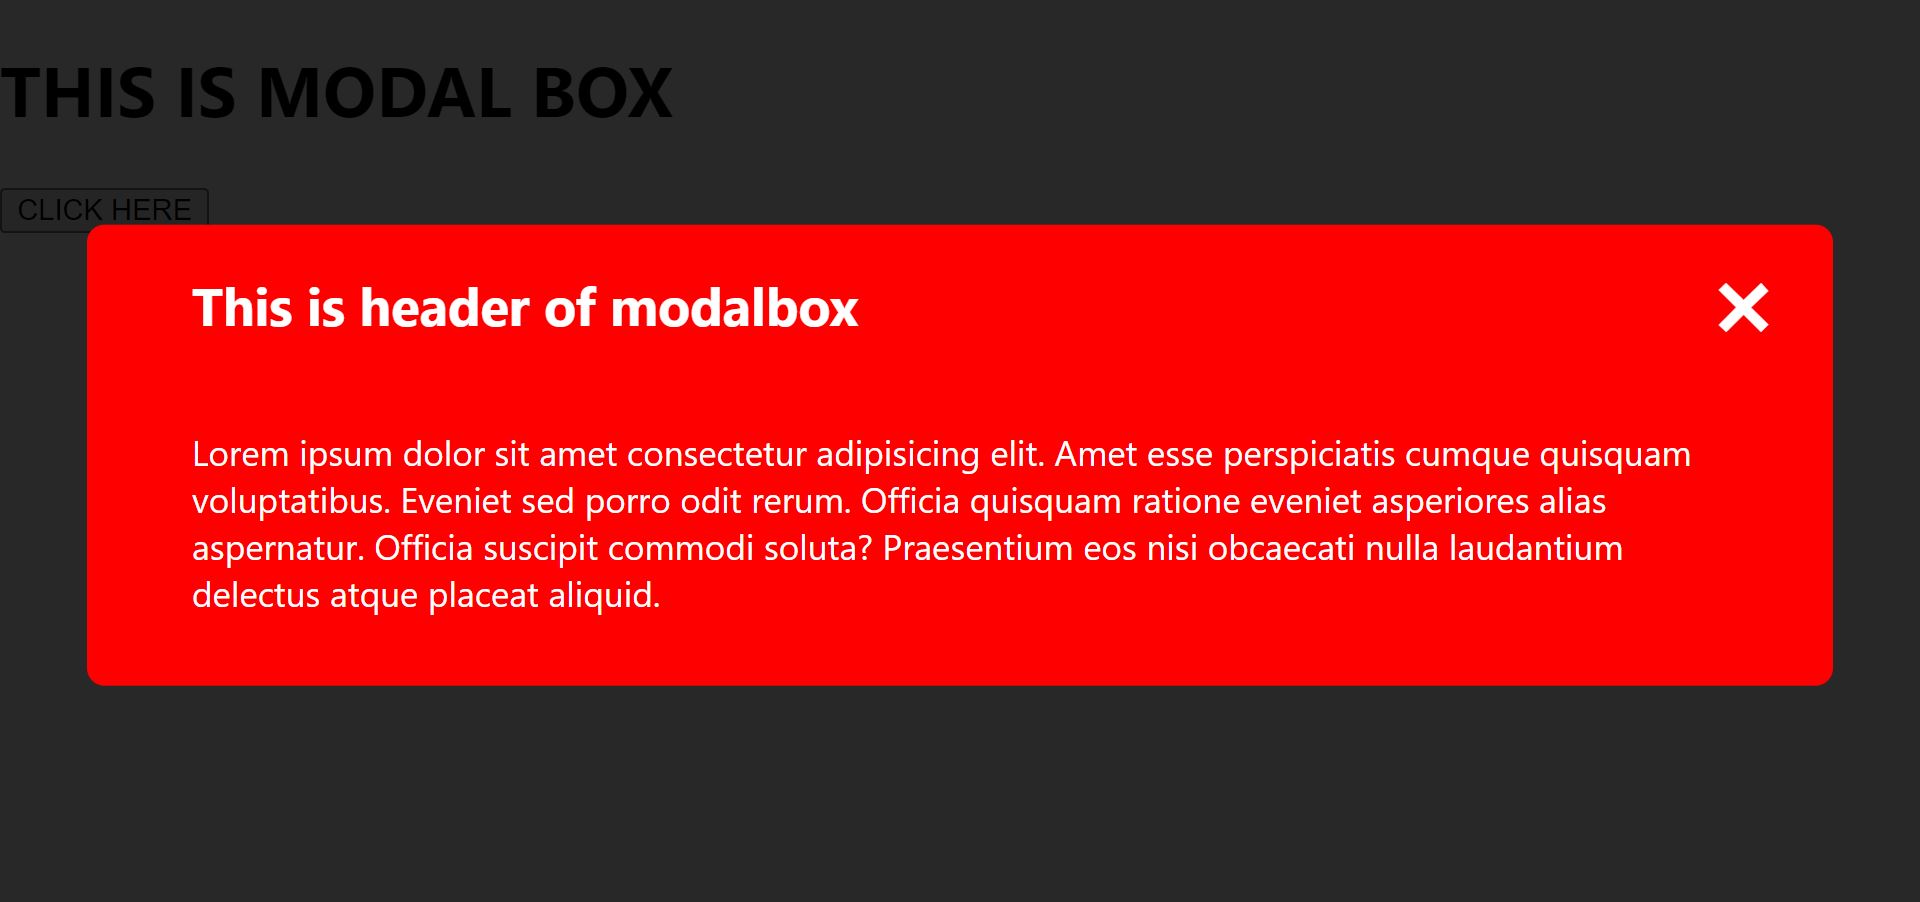 THIS IS MODAL BOX
CLICK HERE
This is header of modalbox
Lorem ipsum dolor sit amet consectetur adipisicing elit. Amet esse perspiciatis cumque quisquam
voluptatibus. Eveniet sed porro odit rerum. Officia quisquam ratione eveniet asperiores alias
aspernatur. Officia suscipit commodi soluta? Praesentium eos nisi obcaecati nulla laudantium
delectus atque placeat aliquid.